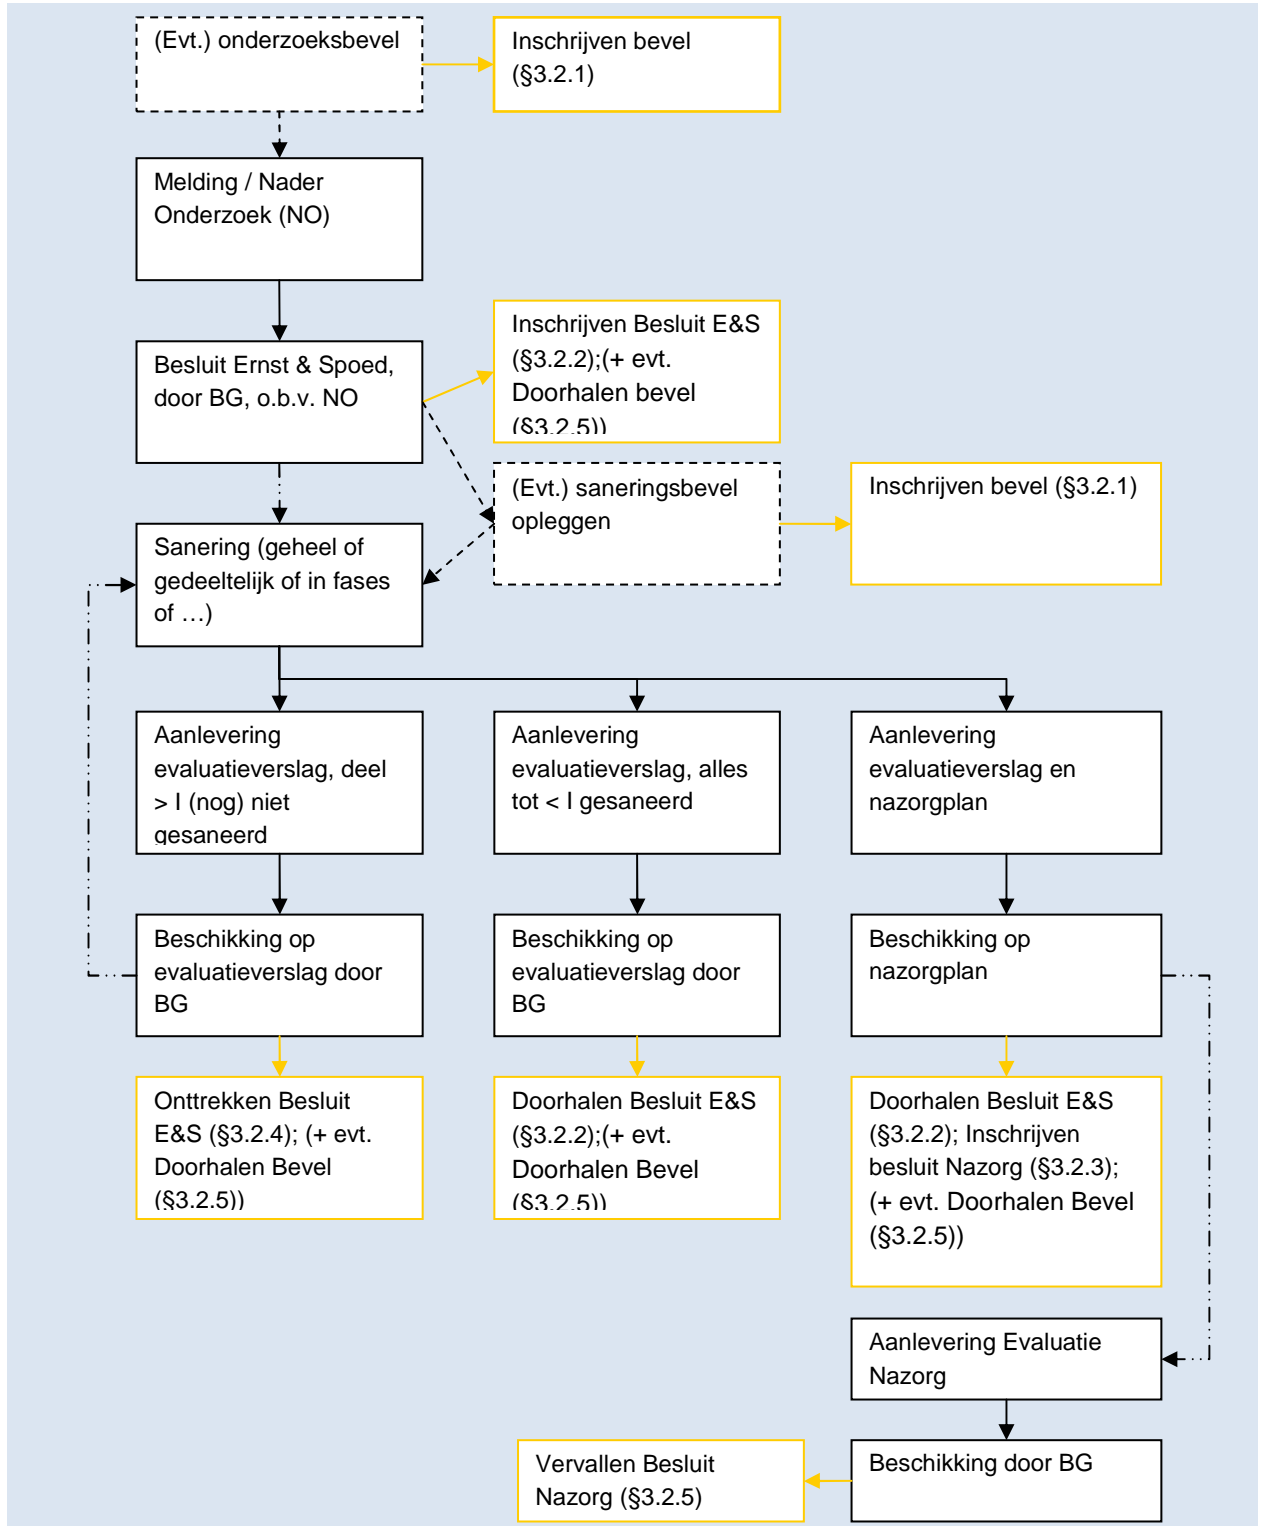 (Evt.) onderzoeksbevel
Inschrijven bevel
(§3.2.1)
Melding / Nader
Onderzoek (NO)
Inschrijven Besluit E&S
(§3.2.2);(+ evt.
Doorhalen bevel
(§3.2.5))
Besluit Ernst & Spoed,
door BG, o.b.v. NO
(Evt.) saneringsbevel
opleggen
Inschrijven bevel (§3.2.1)
Sanering (geheel of
gedeeltelijk of in fases
of …)
Aanlevering
evaluatieverslag, deel
> I (nog) niet
gesaneerd
Aanlevering
evaluatieverslag, alles
tot < I gesaneerd
Aanlevering
evaluatieverslag en
nazorgplan
Beschikking op
evaluatieverslag door
BG
Beschikking op
evaluatieverslag door
BG
Beschikking op
nazorgplan
Onttrekken Besluit
E&S (§3.2.4); (+ evt.
Doorhalen Bevel
(§3.2.5))
Doorhalen Besluit E&S
(§3.2.2);(+ evt.
Doorhalen Bevel
(§3.2.5))
Doorhalen Besluit E&S
(§3.2.2); Inschrijven
besluit Nazorg (§3.2.3);
(+ evt. Doorhalen Bevel
(§3.2.5))
Aanlevering Evaluatie
Nazorg
Vervallen Besluit
Nazorg (§3.2.5)
Beschikking door BG